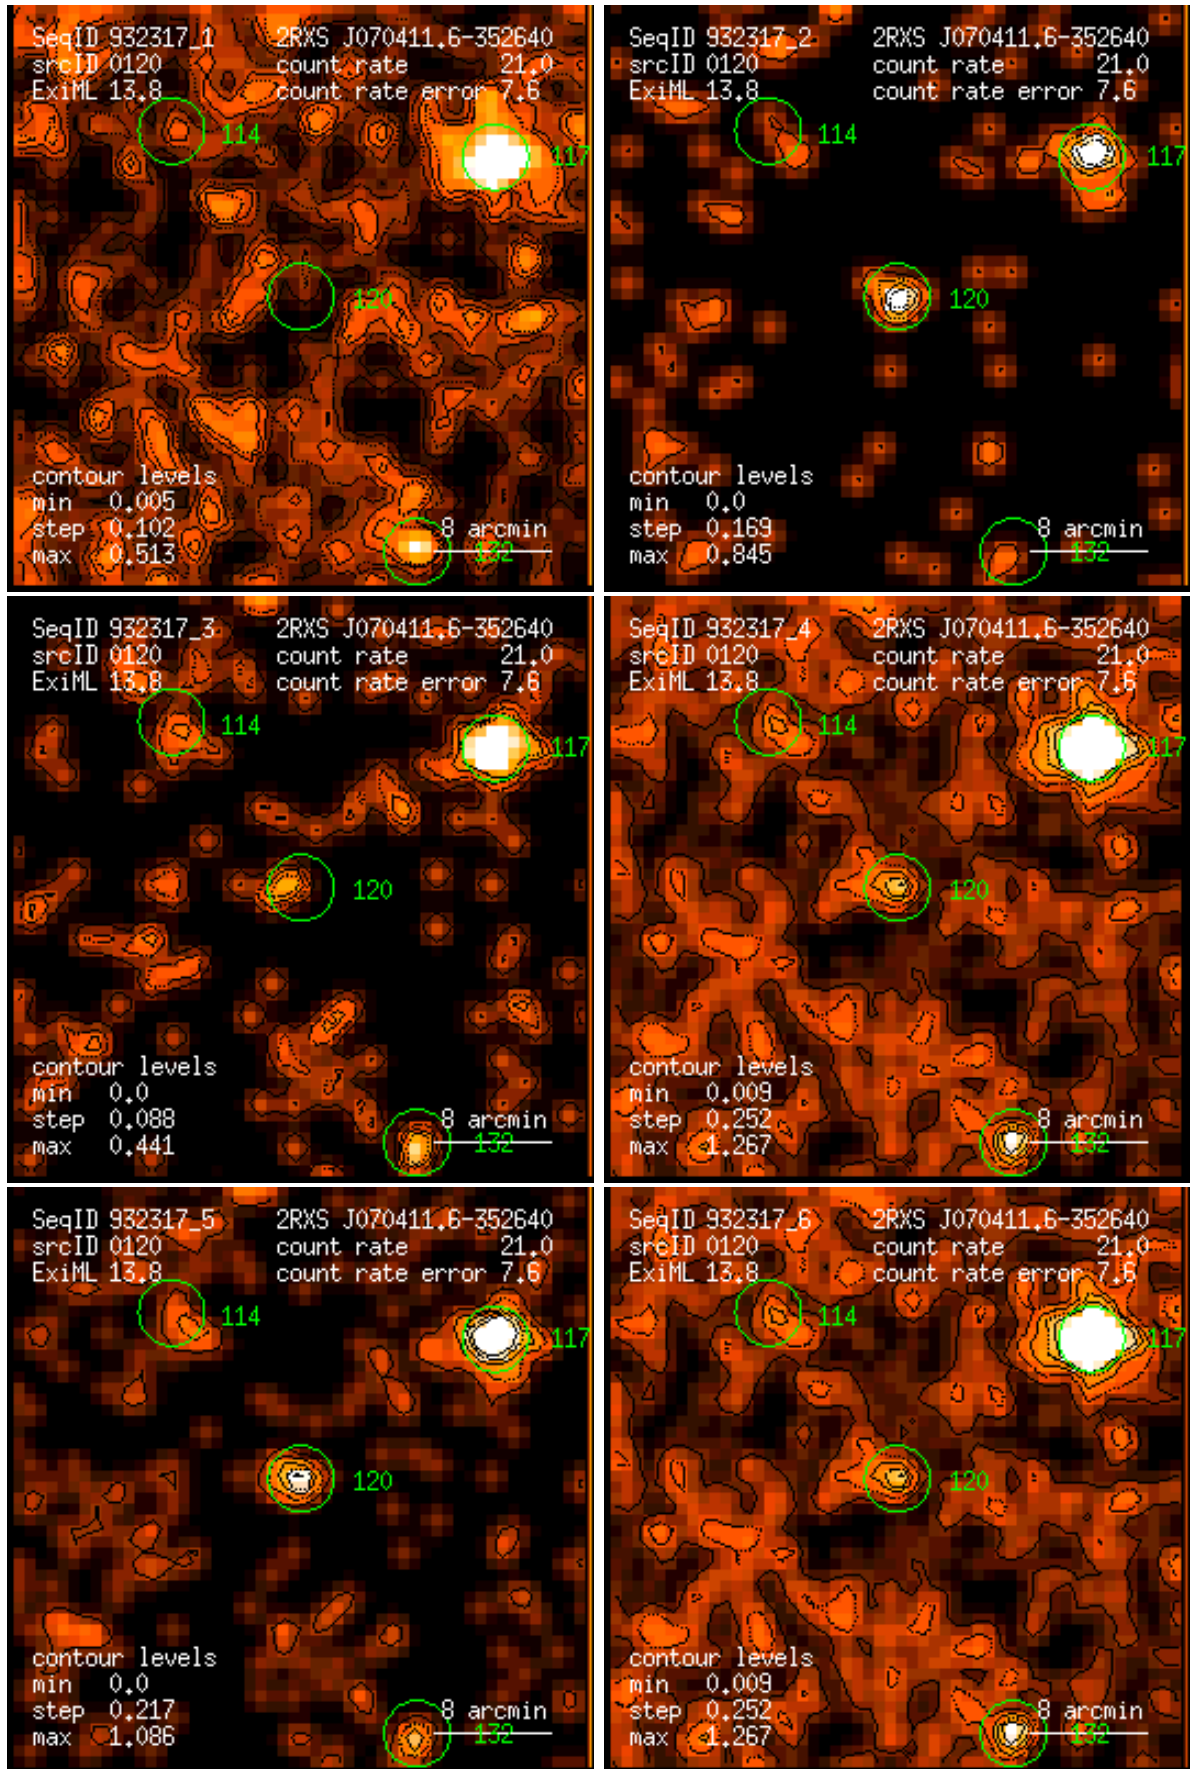 SeqID 932317_1 2RXS J070411.6-352640
srcID 0120 count rate 21.0
ExiML 13.8 count rate error 7.6
114
117
120
contour levels
min 0.005
step 0.102 8 arcmin
max 0.513 132
SeqID 932317_2 2RXS J070411.6-352640
srcID 0120 count rate 21.0
ExiML 13.8 count rate error 7.6
114
117
120
contour levels
min 0.0
step 0.169 8 arcmin
max 0.845 132
SeqID 932317_3 2RXS J070411.6-352640
srcID 0120 count rate 21.0
ExiML 13.8 count rate error 7.6
114
117
120
contour levels
min 0.0
step 0.088 8 arcmin
max 0.441 132
SeqID 932317_4 2RXS J070411.6-352640
srcID 0120 count rate 21.0
ExiML 13.8 count rate error 7.6
114
117
120
contour levels
min 0.009
step 0.252 8 arcmin
max 1.267 132
SeqID 932317_5 2RXS J070411.6-352640
srcID 0120 count rate 21.0
ExiML 13.8 count rate error 7.6
114
117
120
contour levels
min 0.0
step 0.217 8 arcmin
max 1.086 132
SeqID 932317_6 2RXS J070411.6-352640
srcID 0120 count rate 21.0
ExiML 13.8 count rate error 7.6
114
117
120
contour levels
min 0.009
step 0.252 8 arcmin
max 1.267 132